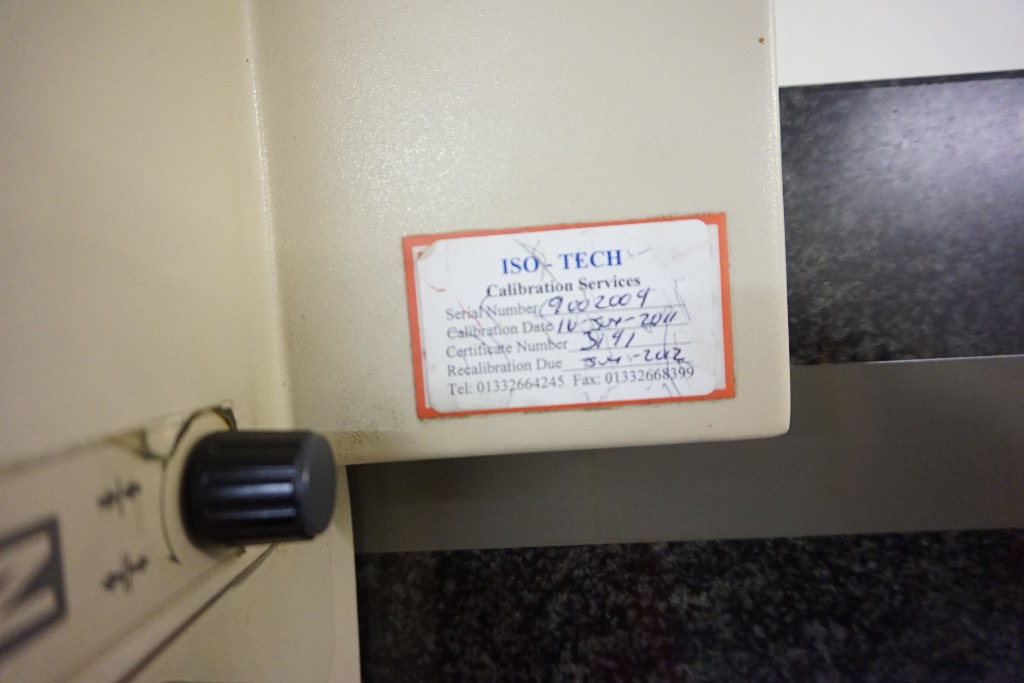 ISO - TECH
Calibration Services
Serial Number 9002004
Calibration Date 16-Jun-2011
Certificate Number
Recalibration Due Jun-2012
Tel: 01332664245 Fax: 01332668399